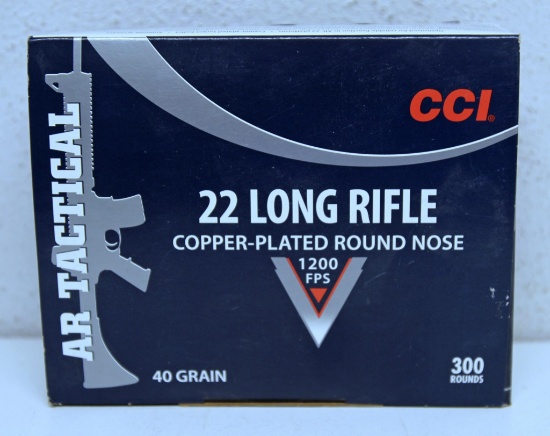 AR TACTICAL
CCI®
22 LONG RIFLE
COPPER-PLATED ROUND NOSE
1200
FPS
40 GRAIN
300
ROUNDS